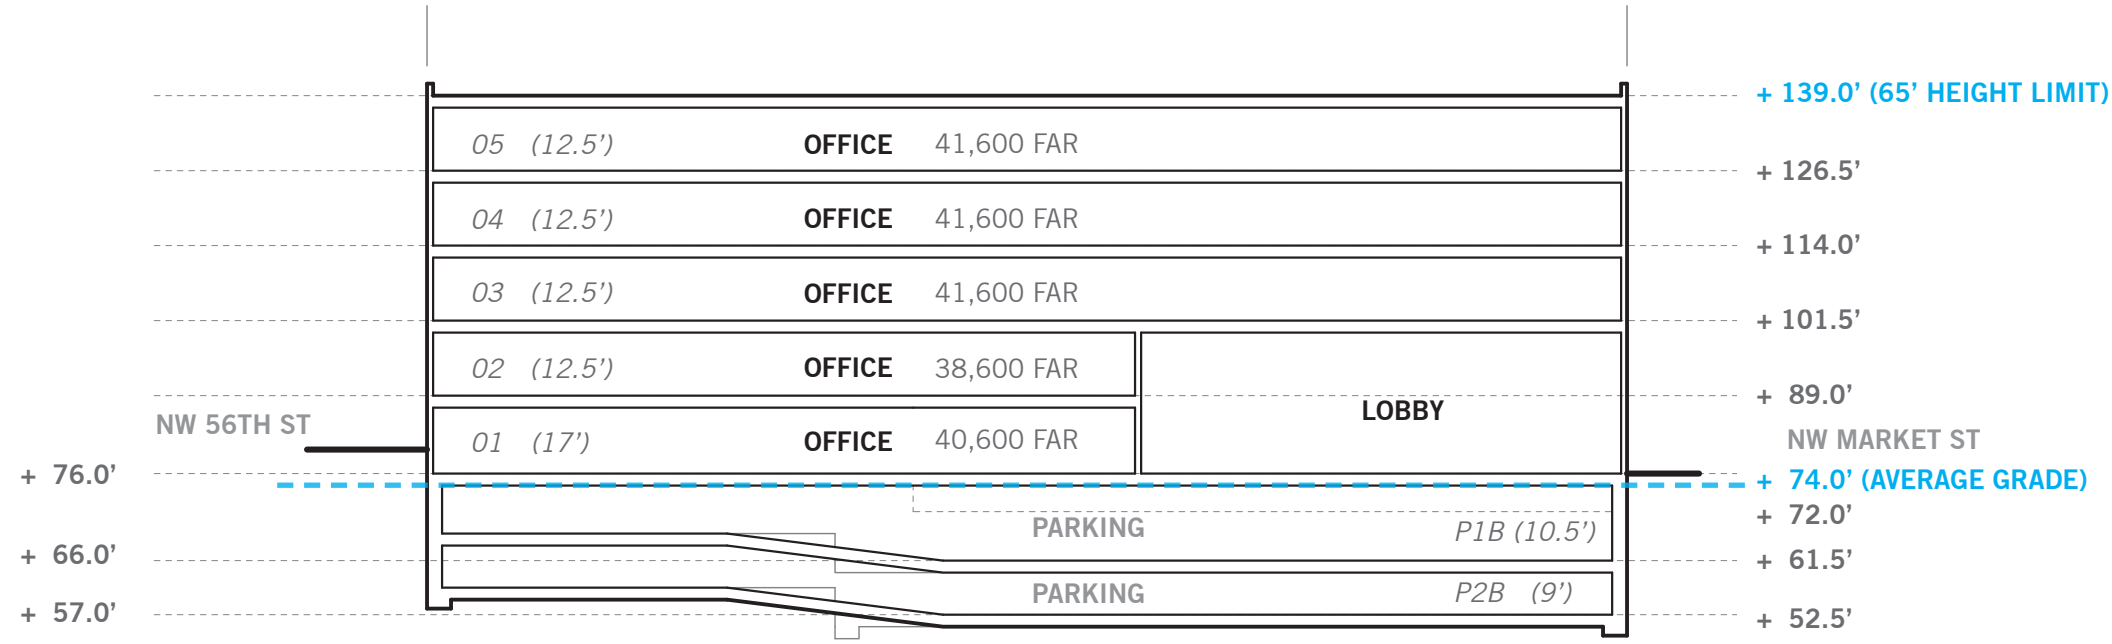 + 139.0’ (65’ HEIGHT LIMIT)
05 (12.5’) OFFICE 41,600 FAR
+ 126.5’
04 (12.5’) OFFICE 41,600 FAR
+ 114.0’
03 (12.5’) OFFICE 41,600 FAR
+ 101.5’
02 (12.5’) OFFICE 38,600 FAR
+ 89.0’
LOBBY
NW 56TH ST
01 (17’) OFFICE 40,600 FAR
NW MARKET ST
+ 76.0’
+ 74.0’ (AVERAGE GRADE)
+ 72.0’
PARKING P1B (10.5’)
+ 66.0’
+ 61.5’
PARKING P2B (9’)
+ 57.0’
+ 52.5’